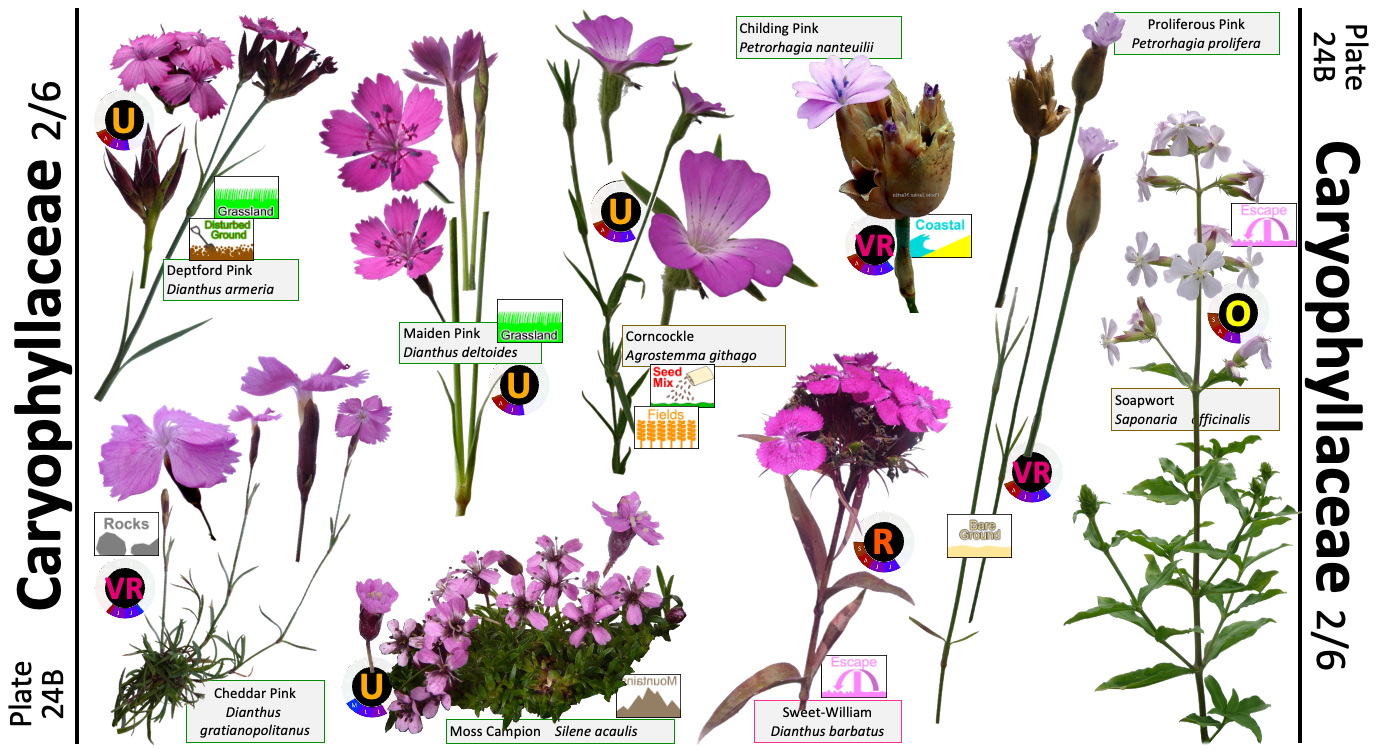 Caryophyllaceae 2/6
Plate
24B
U
A J
Grassland
Disturbed
Ground
Deptford Pink
Dianthus armeria
Maiden Pink
Dianthus deltoides
Grassland
U
A J J
U
A J J
Corncockle
Agrostemma githago
Seed
Mix
Fields
Childing Pink
Petrorhagia nanteuilii
VR
A J J
Coastal
Proliferous Pink
Petrorhagia prolifera
VR
A J J
Bare
Ground
Escape
O
S A J
Soapwort
Saponaria officinalis
Rocks
VR
J J
Cheddar Pink
Dianthus
gratianopolitanus
U
M J J
Mountains
Moss Campion Silene acaulis
R
S A J J
Escape
Sweet-William
Dianthus barbatus
Plate
24B
Caryophyllaceae 2/6